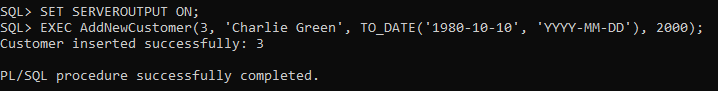 SQL> SET SERVEROUTPUT ON;
SQL> EXEC AddNewCustomer(3, 'Charlie Green', TO_DATE('1980-10-10', 'YYYY-MM-DD'), 2000);
Customer inserted successfully: 3
PL/SQL procedure successfully completed.